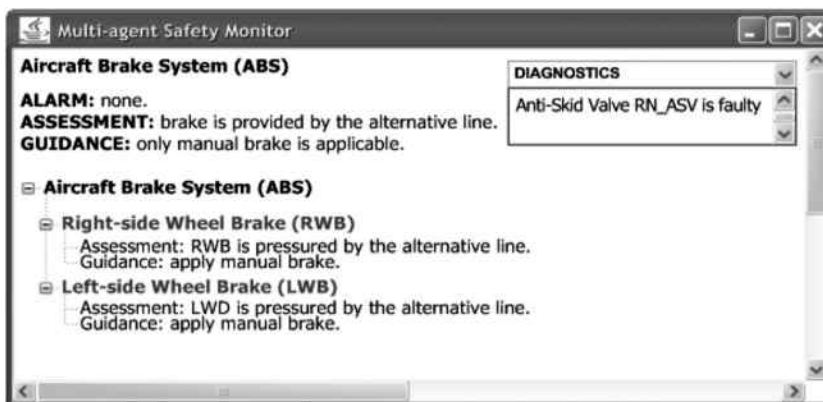 Multi-agent Safety Monitor
Aircraft Brake System (ABS)
DIAGNOSTICS
Anti-Skid Valve RN_ASV is faulty
ALARM: none.
ASSESSMENT: brake is provided by the alternative line.
GUIDANCE: only manual brake is applicable.
Aircraft Brake System (ABS)
Right-side Wheel Brake (RWB)
Assessment: RWB is pressured by the alternative line.
Guidance: apply manual brake.
Left-side Wheel Brake (LWB)
Assessment: LWD is pressured by the alternative line.
Guidance: apply manual brake.